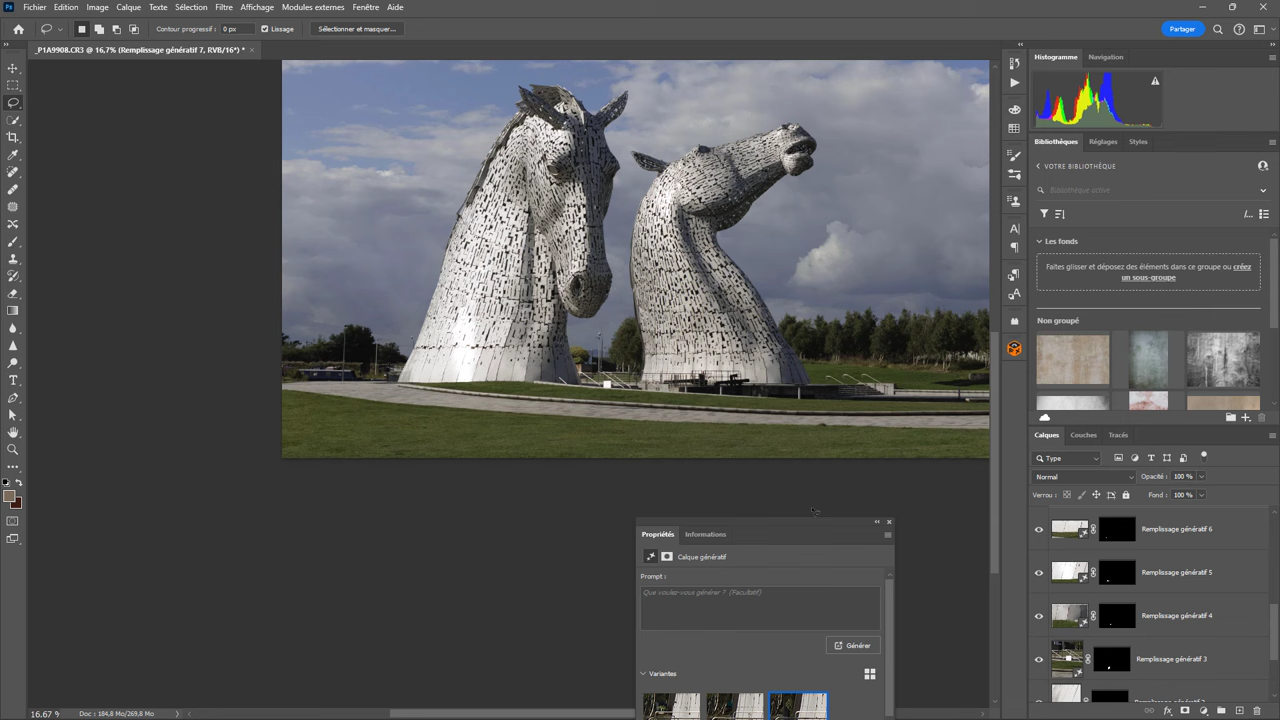 Ps Fichier Edition Image Calque Texte Sélection Filtre Affichage Modules externes Fenêtre Aide
Contour progressif : 0 px Lissage Sélectionner et masquer... Partager
_P1A9908.CR3 @ 16,7% (Remplissage génératif 7, RVB/16*) * ×
Histogramme Navigation
Bibliothèques Réglages Styles
VOTRE BIBLIOTHÈQUE
Bibliothèque active
Les fonds
Faites glisser et déposez des éléments dans ce groupe ou créez
un sous-groupe
Non groupé
Calques Couches Tracés
Type
Normal Opacité : 100 %
Verrou : Fond : 100 %
Remplissage génératif 6
Remplissage génératif 5
Remplissage génératif 4
Remplissage génératif 3
Propriétés Informations
Calque génératif
Prompt :
Que voulez-vous générer ? (Facultatif)
Générer
Variantes
16.67 % Doc : 184,8 Mo/269,8 Mo